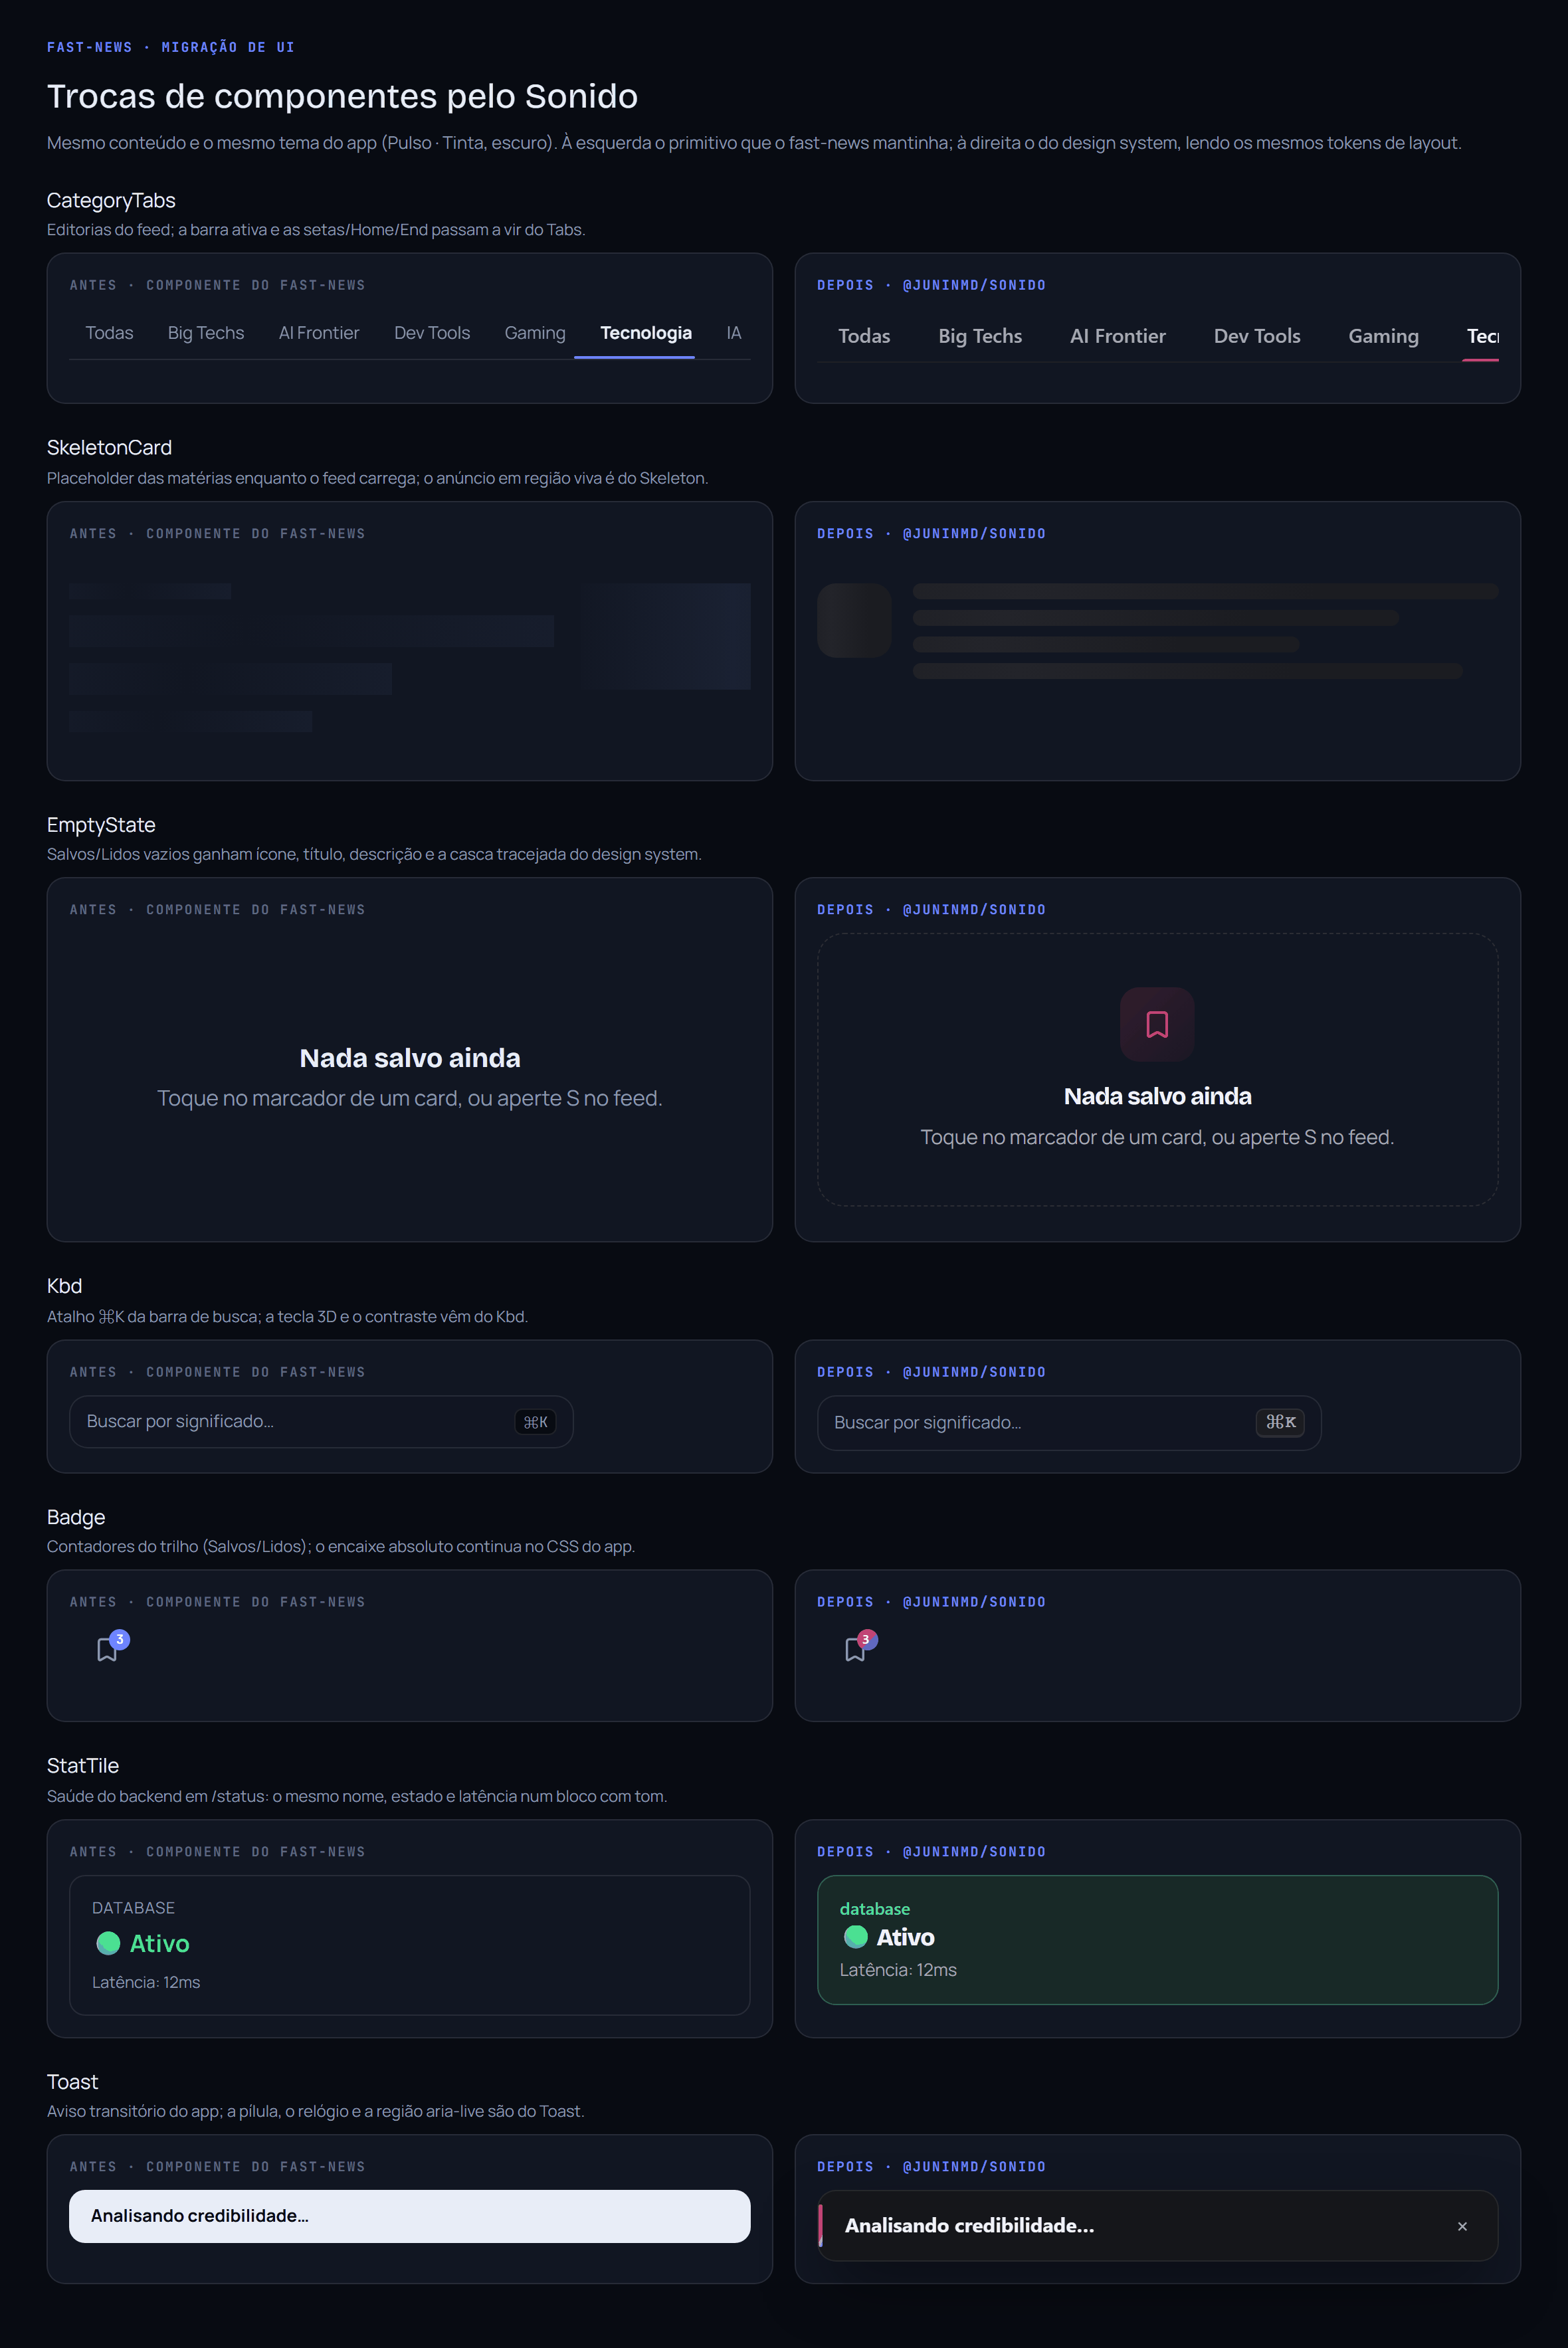 FAST-NEWS · MIGRAÇÃO DE UI
Trocas de componentes pelo Sonido
Mesmo conteúdo e o mesmo tema do app (Pulso · Tinta, escuro). À esquerda o primitivo que o fast-news mantinha; à direita o do design system, lendo os mesmos tokens de layout.
CategoryTabs
Editorias do feed; a barra ativa e as setas/Home/End passam a vir do Tabs.
ANTES · COMPONENTE DO FAST-NEWS
Todas Big Techs AI Frontier Dev Tools Gaming Tecnologia IA
DEPOIS · @JUNINMD/SONIDO
Todas Big Techs AI Frontier Dev Tools Gaming Tec
SkeletonCard
Placeholder das matérias enquanto o feed carrega; o anúncio em região viva é do Skeleton.
ANTES · COMPONENTE DO FAST-NEWS
DEPOIS · @JUNINMD/SONIDO
EmptyState
Salvos/Lidos vazios ganham ícone, título, descrição e a casca tracejada do design system.
ANTES · COMPONENTE DO FAST-NEWS
Nada salvo ainda
Toque no marcador de um card, ou aperte S no feed.
DEPOIS · @JUNINMD/SONIDO
Nada salvo ainda
Toque no marcador de um card, ou aperte S no feed.
Kbd
Atalho ⌘K da barra de busca; a tecla 3D e o contraste vêm do Kbd.
ANTES · COMPONENTE DO FAST-NEWS
Buscar por significado… ⌘K
DEPOIS · @JUNINMD/SONIDO
Buscar por significado… ⌘K
Badge
Contadores do trilho (Salvos/Lidos); o encaixe absoluto continua no CSS do app.
ANTES · COMPONENTE DO FAST-NEWS
3
DEPOIS · @JUNINMD/SONIDO
3
StatTile
Saúde do backend em /status: o mesmo nome, estado e latência num bloco com tom.
ANTES · COMPONENTE DO FAST-NEWS
DATABASE
Ativo
Latência: 12ms
DEPOIS · @JUNINMD/SONIDO
database
Ativo
Latência: 12ms
Toast
Aviso transitório do app; a pílula, o relógio e a região aria-live são do Toast.
ANTES · COMPONENTE DO FAST-NEWS
Analisando credibilidade…
DEPOIS · @JUNINMD/SONIDO
Analisando credibilidade… ×